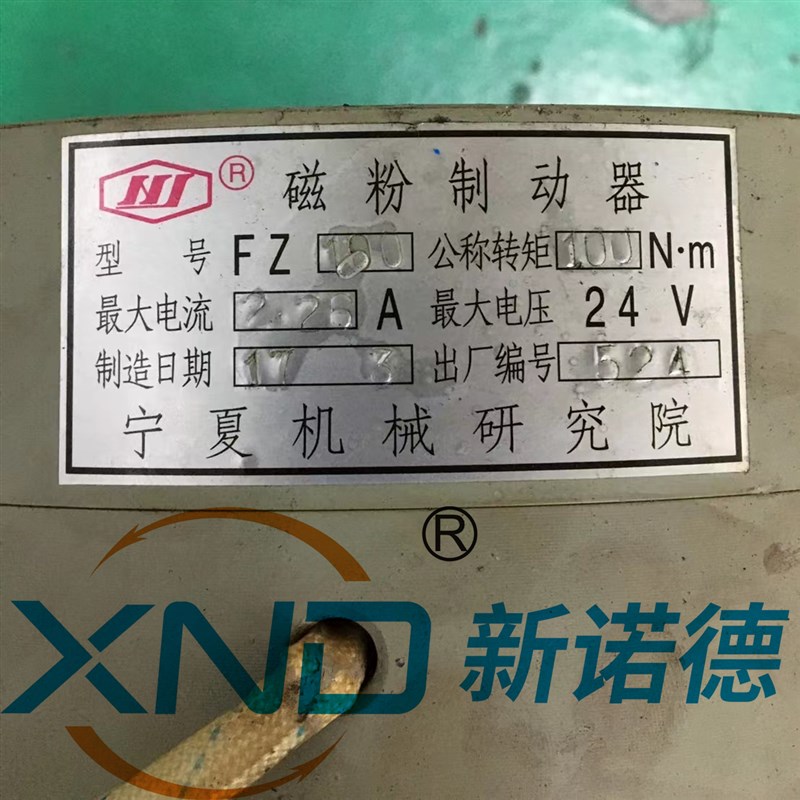 NJ ® 磁粉制动器
型号 FZ 100 公称转矩 100 N·m
最大电流 2.25 A 最大电压 24 V
制造日期 17 3 出厂编号 524
宁夏机械研究院
®
XND 新诺德